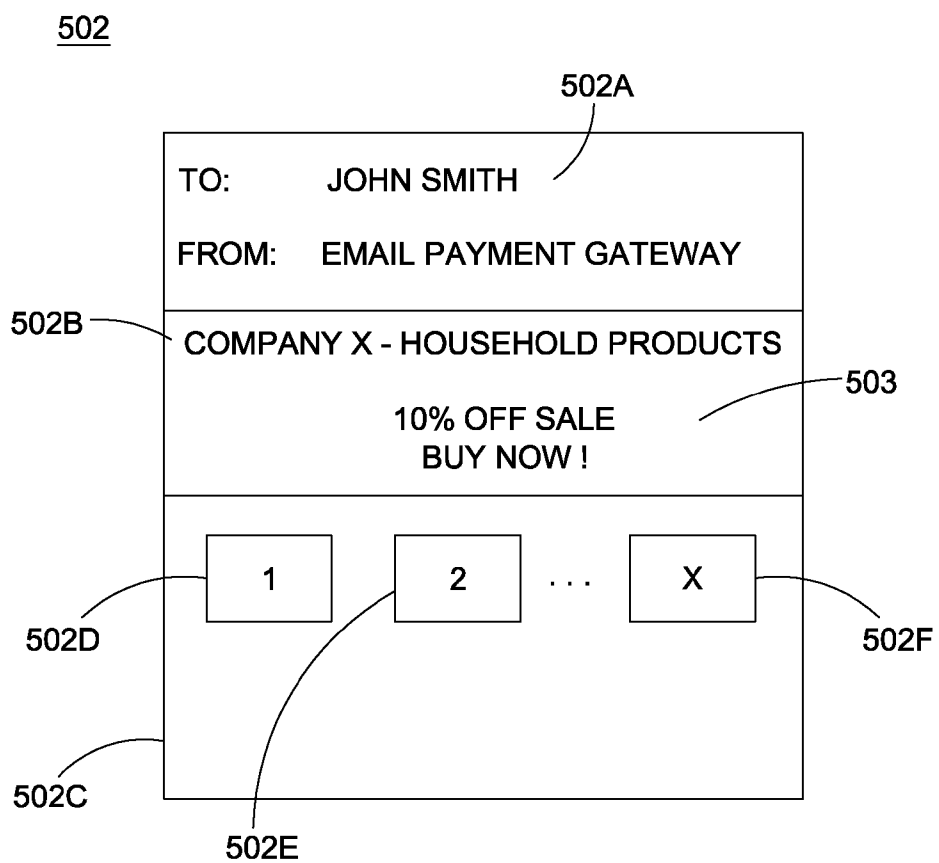 502
502A
TO: JOHN SMITH
FROM: EMAIL PAYMENT GATEWAY
502B
COMPANY X - HOUSEHOLD PRODUCTS
503
10% OFF SALE
BUY NOW !
1 2 . . . X
502D
502F
502C
502E